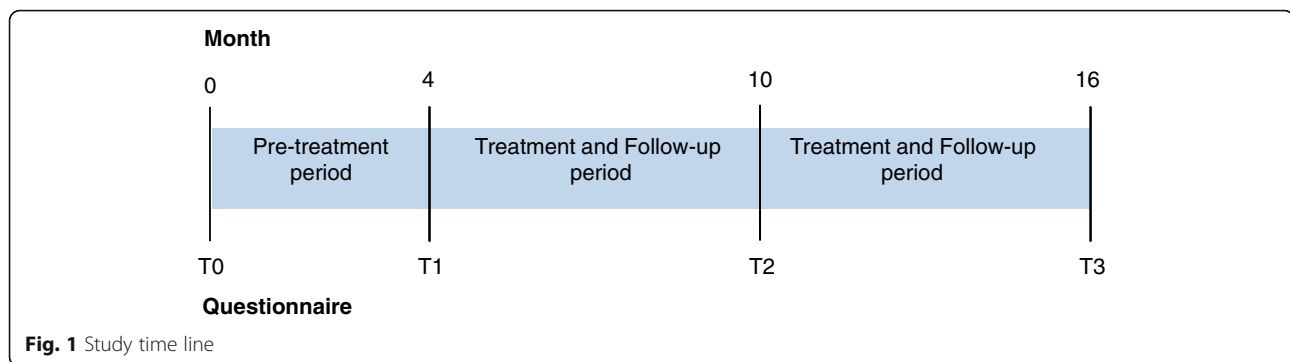 Month
0 4 10 16
Pre-treatment Treatment and Follow-up Treatment and Follow-up
period period period
T0 T1 T2 T3
Questionnaire
Fig. 1 Study time line